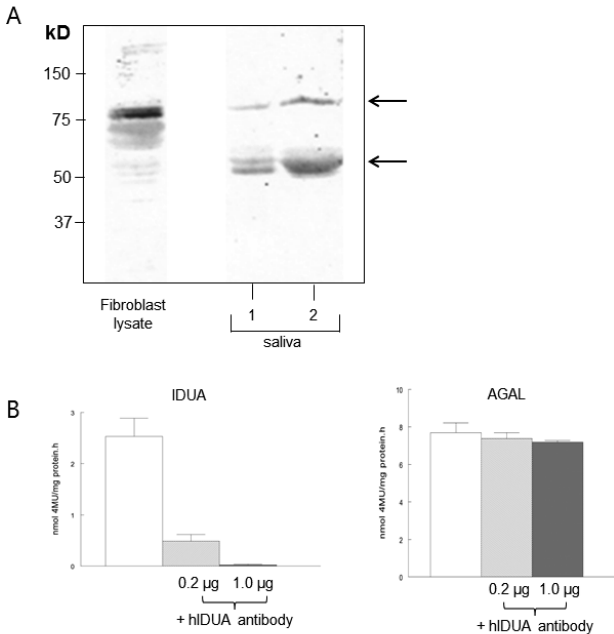 A
kD
150
75
50
37
Fibroblast
lysate
1 2
saliva
B
IDUA
nmol 4MU/mg protein.h
3
2
1
0
0.2 µg 1.0 µg
+ hIDUA antibody
AGAL
nmol 4MU/mg protein.h
10
8
6
4
2
0
0.2 µg 1.0 µg
+ hIDUA antibody